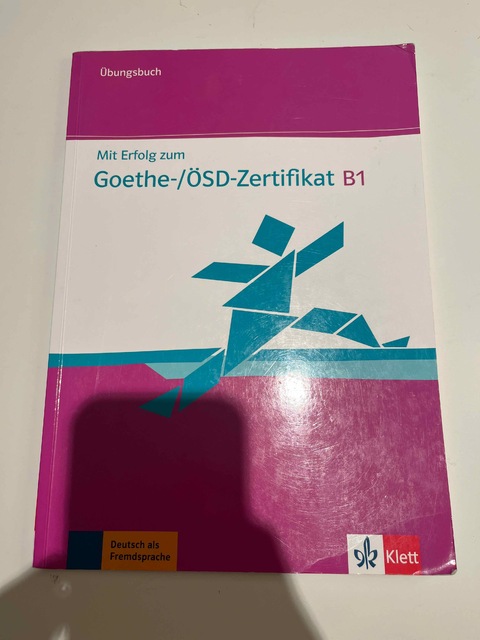 Übungsbuch
Mit Erfolg zum
Goethe-/ÖSD-Zertifikat B1
Deutsch als
Fremdsprache
Klett